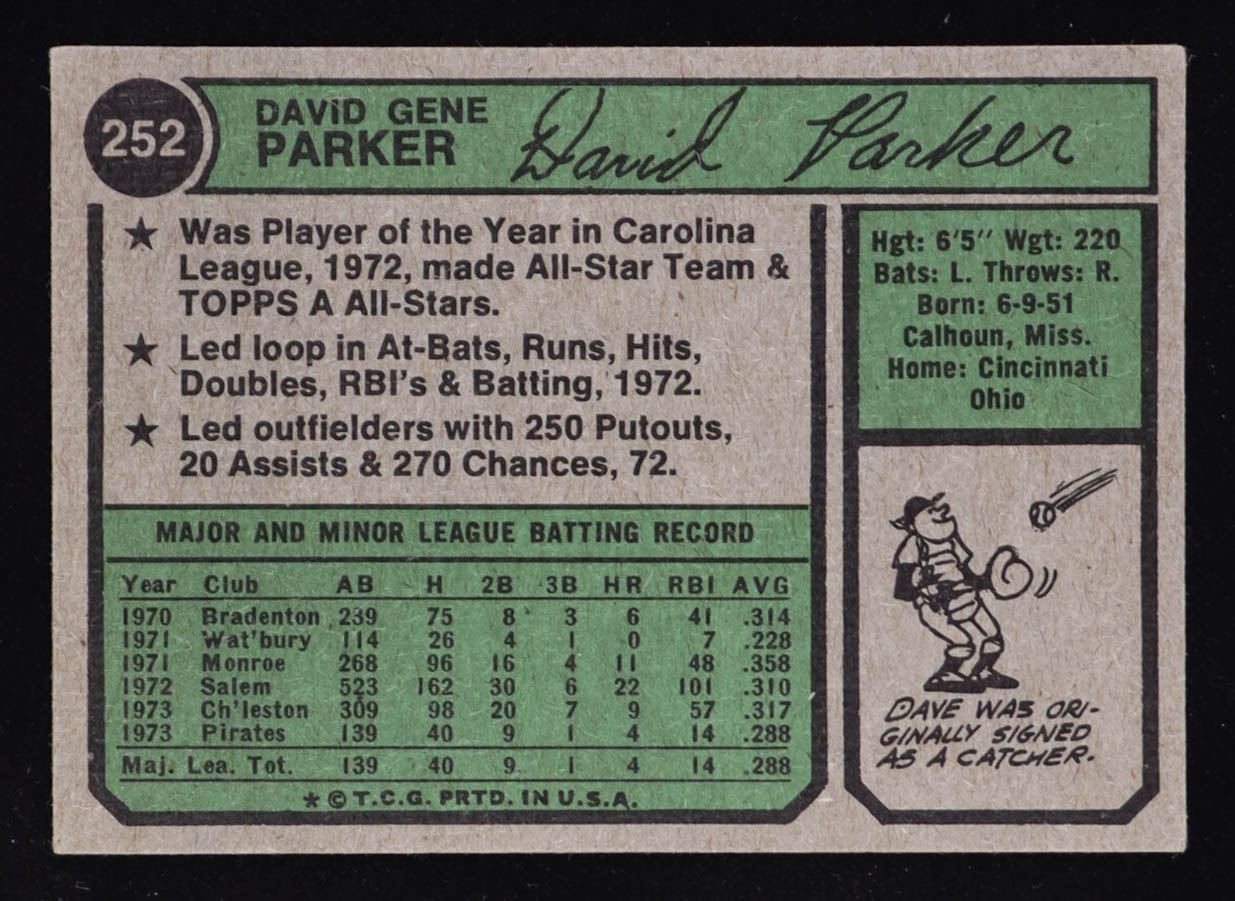 252
DAVID GENE
PARKER
David Parker
★ Was Player of the Year in Carolina
League, 1972, made All-Star Team &
TOPPS A All-Stars.
★ Led loop in At-Bats, Runs, Hits,
Doubles, RBI's & Batting, 1972.
★ Led outfielders with 250 Putouts,
20 Assists & 270 Chances, 72.
MAJOR AND MINOR LEAGUE BATTING RECORD
Year Club AB H 2B 3B HR RBI AVG
1970 Bradenton 239 75 8 3 6 41 .314
1971 Wat'bury 114 26 4 1 0 7 .228
1971 Monroe 268 96 16 4 11 48 .358
1972 Salem 523 162 30 6 22 101 .310
1973 Ch'leston 309 98 20 7 9 57 .317
1973 Pirates 139 40 9 1 4 14 .288
Maj. Lea. Tot. 139 40 9 1 4 14 .288
* © T.C.G. PRTD. IN U.S.A.
Hgt: 6'5" Wgt: 220
Bats: L. Throws: R.
Born: 6-9-51
Calhoun, Miss.
Home: Cincinnati
Ohio
DAVE WAS ORI-
GINALLY SIGNED
AS A CATCHER.